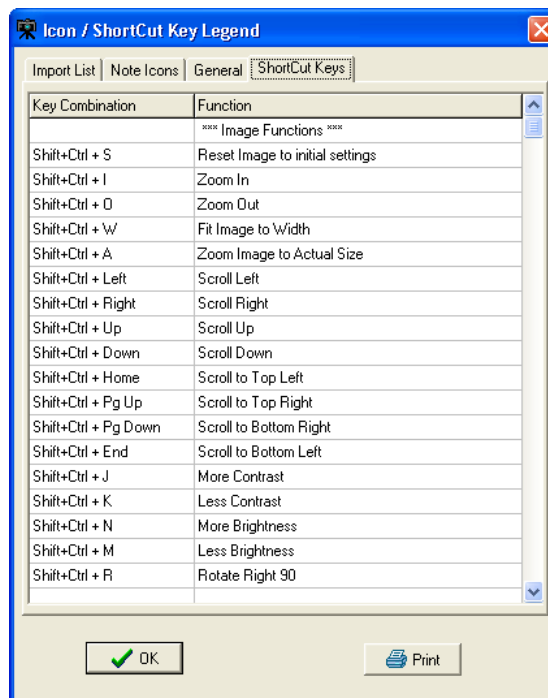 Icon / ShortCut Key Legend
Import List Note Icons General ShortCut Keys
Key Combination Function
*** Image Functions ***
Shift+Ctrl + S Reset Image to initial settings
Shift+Ctrl + I Zoom In
Shift+Ctrl + O Zoom Out
Shift+Ctrl + W Fit Image to Width
Shift+Ctrl + A Zoom Image to Actual Size
Shift+Ctrl + Left Scroll Left
Shift+Ctrl + Right Scroll Right
Shift+Ctrl + Up Scroll Up
Shift+Ctrl + Down Scroll Down
Shift+Ctrl + Home Scroll to Top Left
Shift+Ctrl + Pg Up Scroll to Top Right
Shift+Ctrl + Pg Down Scroll to Bottom Right
Shift+Ctrl + End Scroll to Bottom Left
Shift+Ctrl + J More Contrast
Shift+Ctrl + K Less Contrast
Shift+Ctrl + N More Brightness
Shift+Ctrl + M Less Brightness
Shift+Ctrl + R Rotate Right 90
OK Print